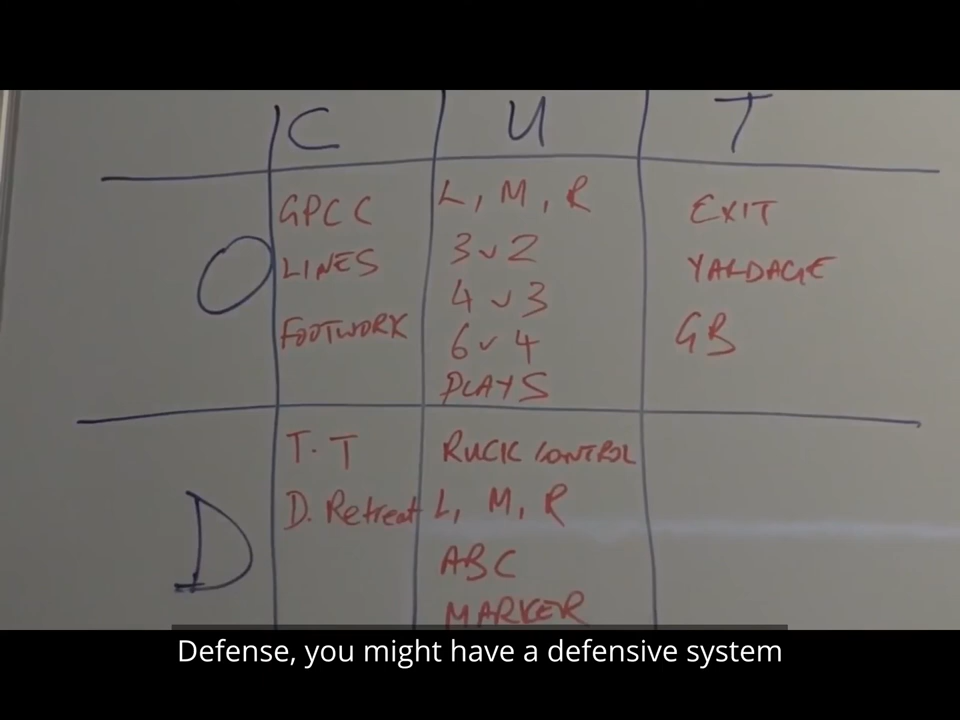 C U T
O
GPCC
LINES
FOOTWORK
L, M, R
3 v 2
4 v 3
6 v 4
PLAYS
EXIT
YARDAGE
GB
D
T. T
D. Retreat
RUCK CONTROL
L, M, R
ABC
MARKER
Defense, you might have a defensive system